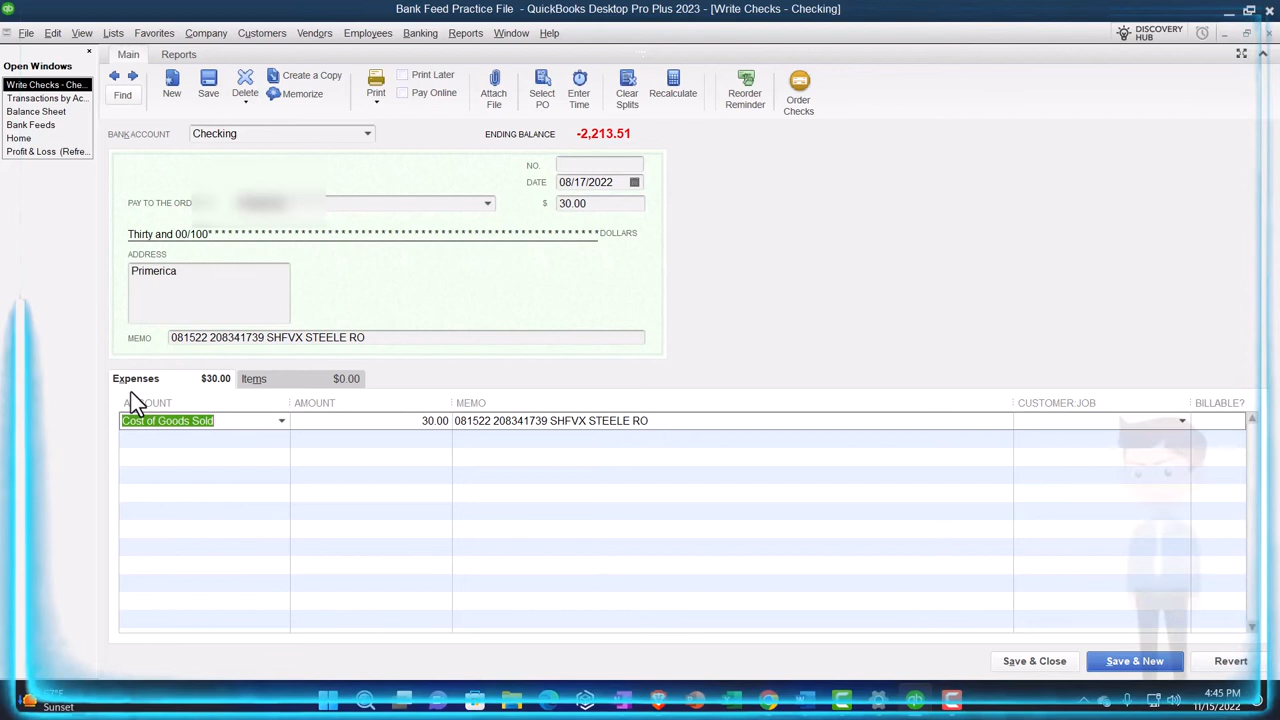 Bank Feed Practice File - QuickBooks Desktop Pro Plus 2023 - [Write Checks - Checking]
File Edit View Lists Favorites Company Customers Vendors Employees Banking Reports Window Help
DISCOVERY HUB
Open Windows
Write Checks - Che...
Transactions by Ac...
Balance Sheet
Bank Feeds
Home
Profit & Loss (Refre...
Main Reports
Find
New
Save
Delete
Create a Copy
Memorize
Print
Print Later
Pay Online
Attach File
Select PO
Enter Time
Clear Splits
Recalculate
Reorder Reminder
Order Checks
BANK ACCOUNT Checking ENDING BALANCE -2,213.51
NO.
DATE 08/17/2022
PAY TO THE ORD $ 30.00
Thirty and 00/100* * * * * * * * * * * * * * * * * * * * * * * * * * * * * * * * * * * * * * * * * * * * * * * * * * * * * * * * DOLLARS
ADDRESS
Primerica
MEMO 081522 208341739 SHFVX STEELE RO
Expenses $30.00 Items $0.00
AMOUNT MEMO CUSTOMER:JOB BILLABLE?
Cost of Goods Sold 30.00 081522 208341739 SHFVX STEELE RO
Save & Close Save & New Revert
Sunset
4:45 PM
11/15/2022